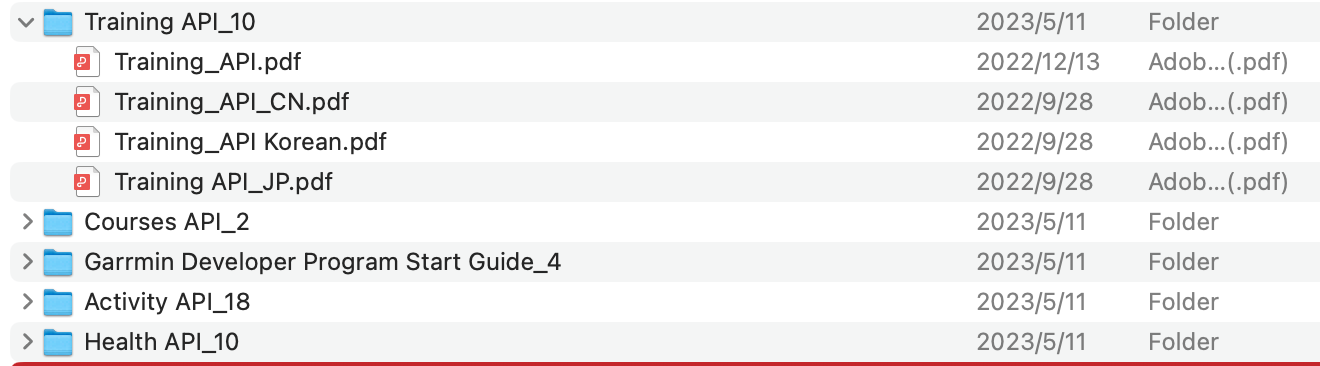 Training API_10 2023/5/11 Folder
Training_API.pdf 2022/12/13 Adob...(.pdf)
Training_API_CN.pdf 2022/9/28 Adob...(.pdf)
Training_API Korean.pdf 2022/9/28 Adob...(.pdf)
Training API_JP.pdf 2022/9/28 Adob...(.pdf)
Courses API_2 2023/5/11 Folder
Garrmin Developer Program Start Guide_4 2023/5/11 Folder
Activity API_18 2023/5/11 Folder
Health API_10 2023/5/11 Folder